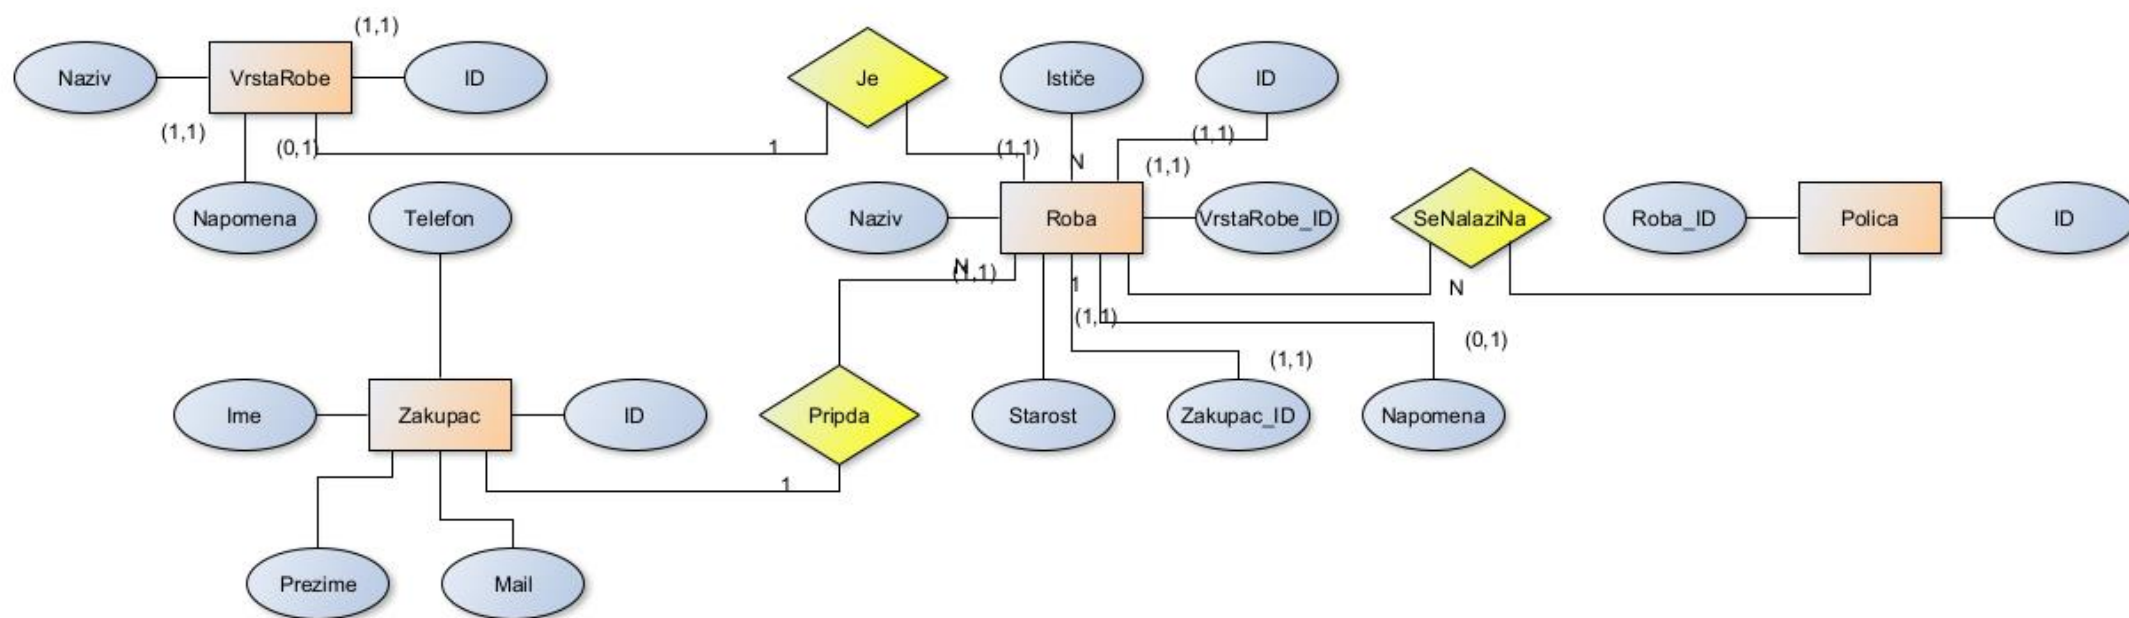 (1,1)
Naziv
VrstaRobe
ID
Je
Ističe
ID
(1,1)
(0,1)
1
(1,1)
N
(1,1)
(1,1)
Napomena
Telefon
Naziv
Roba
VrstaRobe_ID
SeNalaziNa
Roba_ID
Polica
ID
N
(1,1)
1
N
(1,1)
(0,1)
(1,1)
Ime
Zakupac
ID
Pripda
Starost
Zakupac_ID
Napomena
1
Prezime
Mail